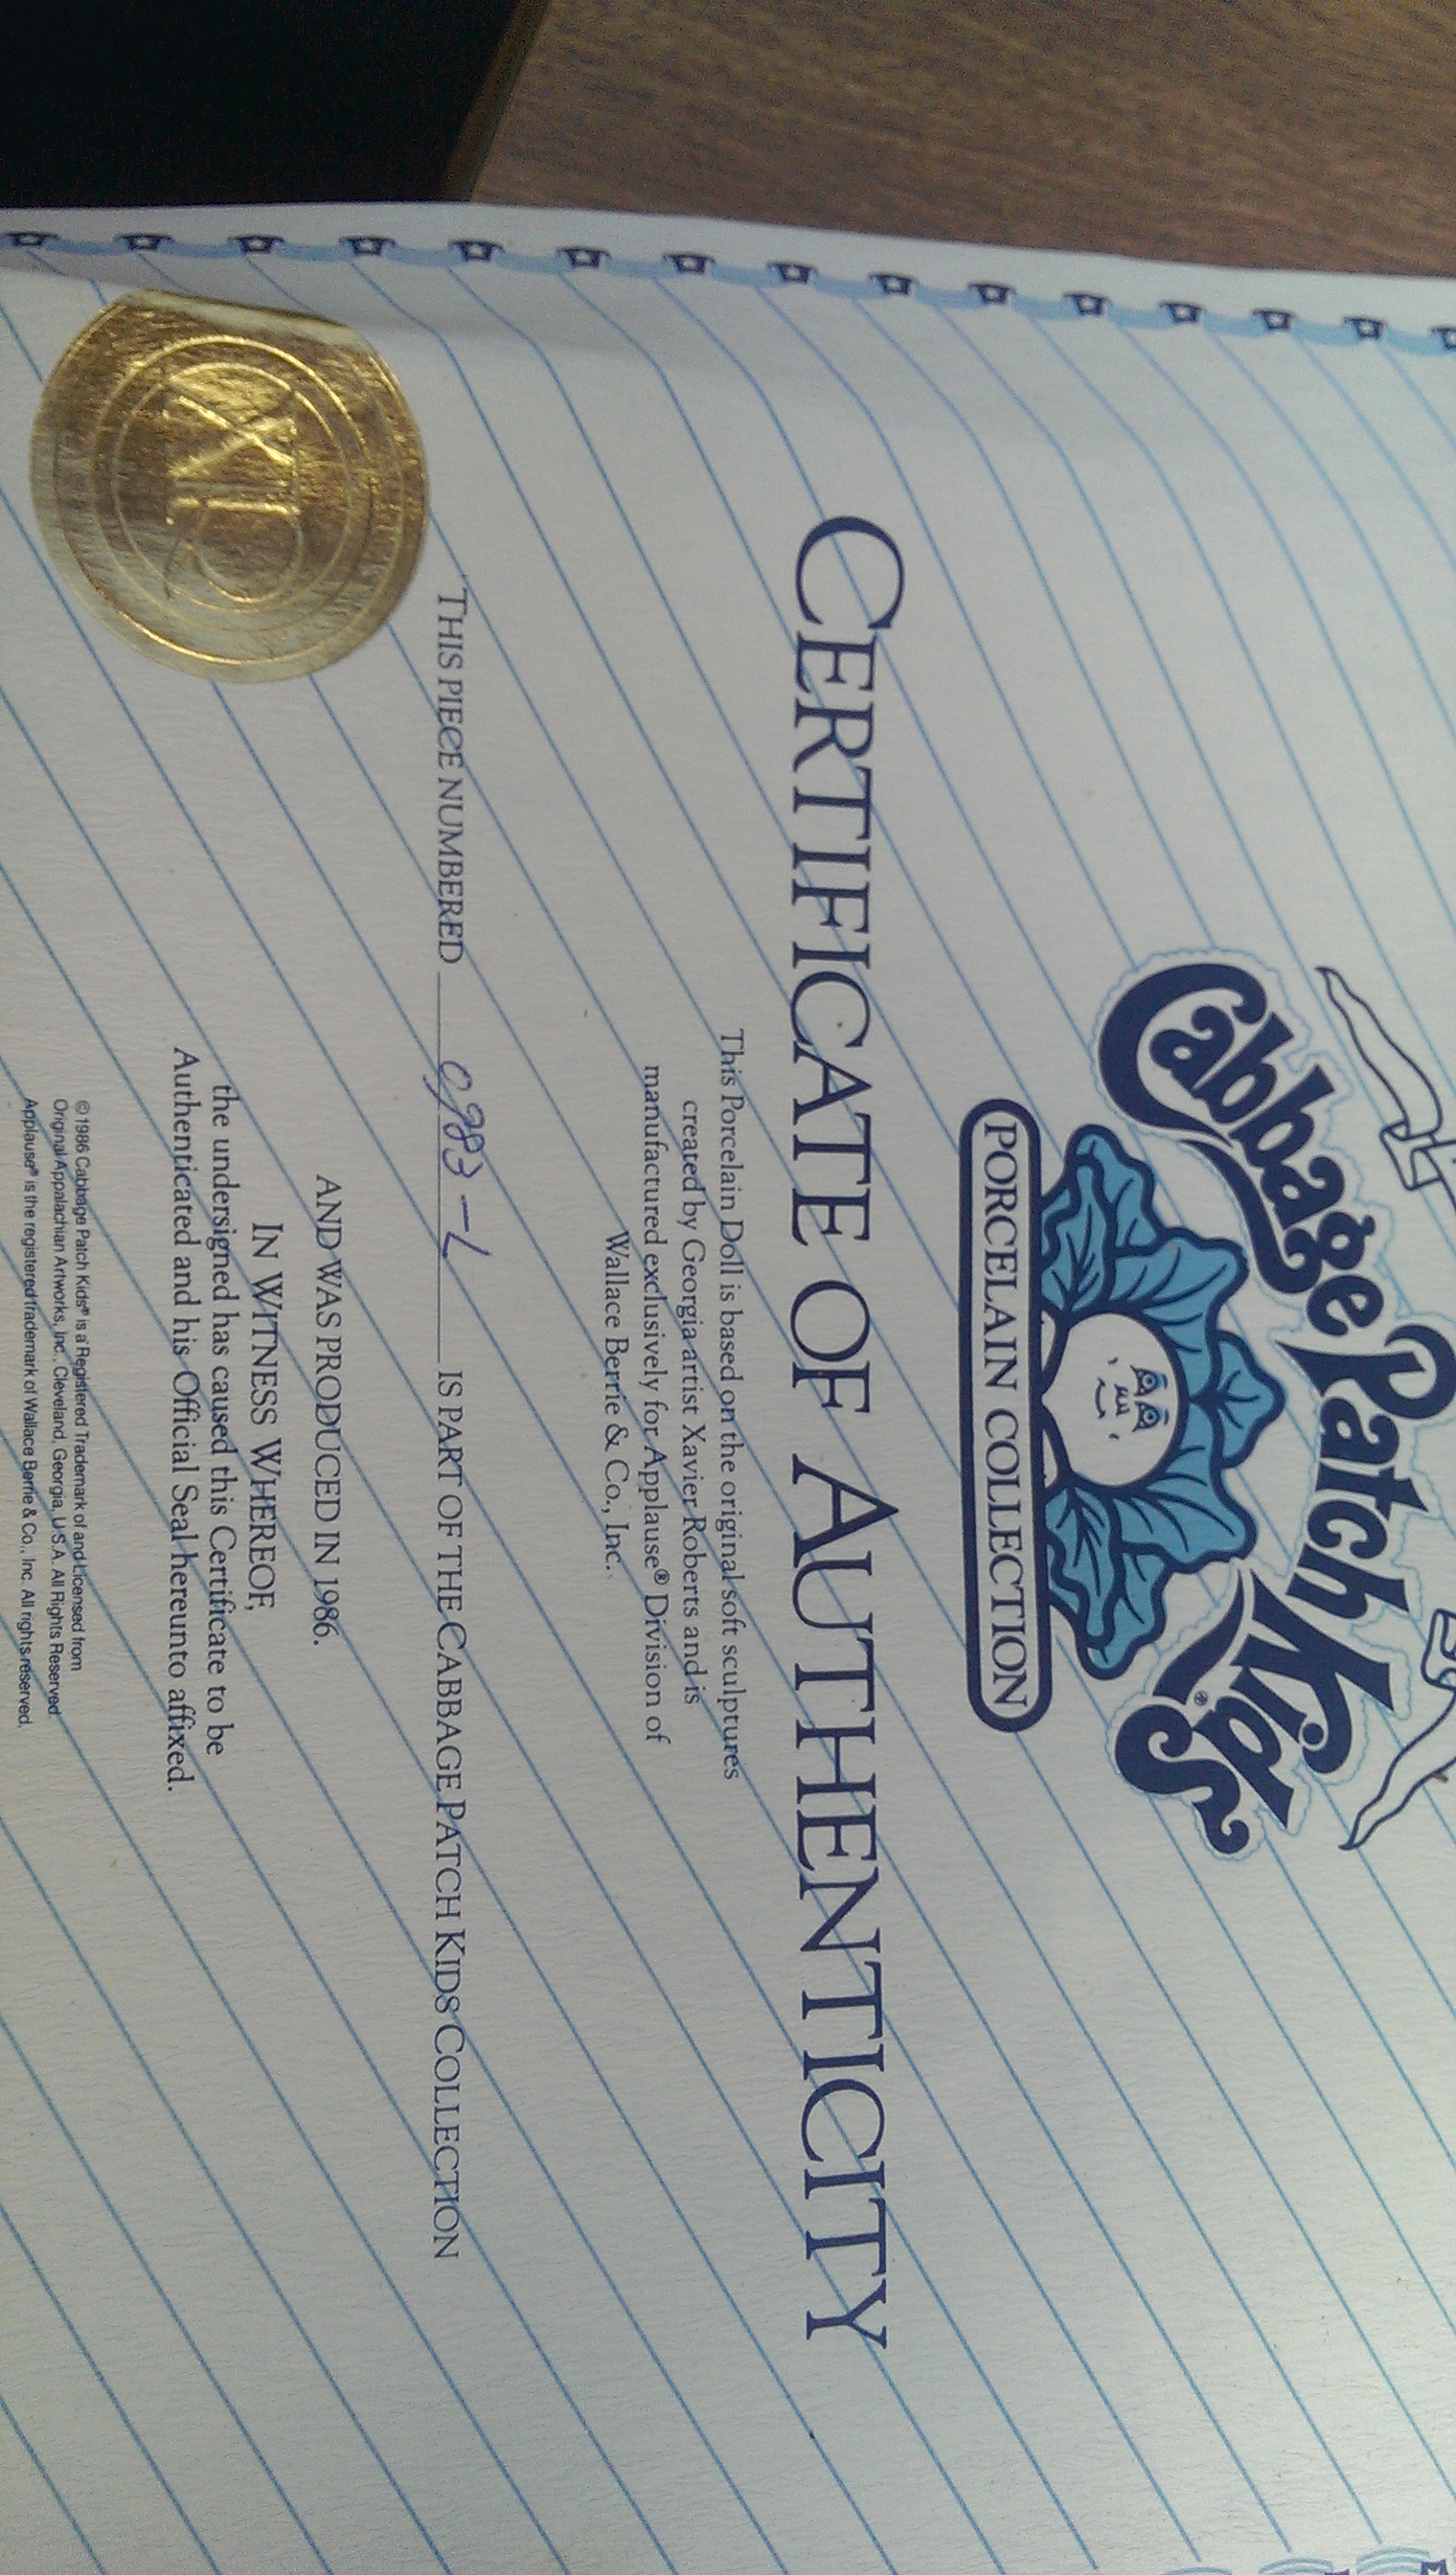 Cabbage Patch Kids®
PORCELAIN COLLECTION
CERTIFICATE OF AUTHENTICITY
This Porcelain Doll is based on the original soft sculptures
created by Georgia artist Xavier Roberts and is
manufactured exclusively for Applause® Division of
Wallace Berrie & Co., Inc.
THIS PIECE NUMBERED 0983-L IS PART OF THE CABBAGE PATCH KIDS COLLECTION
AND WAS PRODUCED IN 1986.
IN WITNESS WHEREOF,
the undersigned has caused this Certificate to be
Authenticated and his Official Seal hereunto affixed.
© 1986 Cabbage Patch Kids® is a Registered Trademark of and Licensed from
Original Appalachian Artworks, Inc., Cleveland, Georgia, U.S.A. All Rights Reserved.
Applause® is the registered trademark of Wallace Berrie & Co., Inc. All rights reserved.